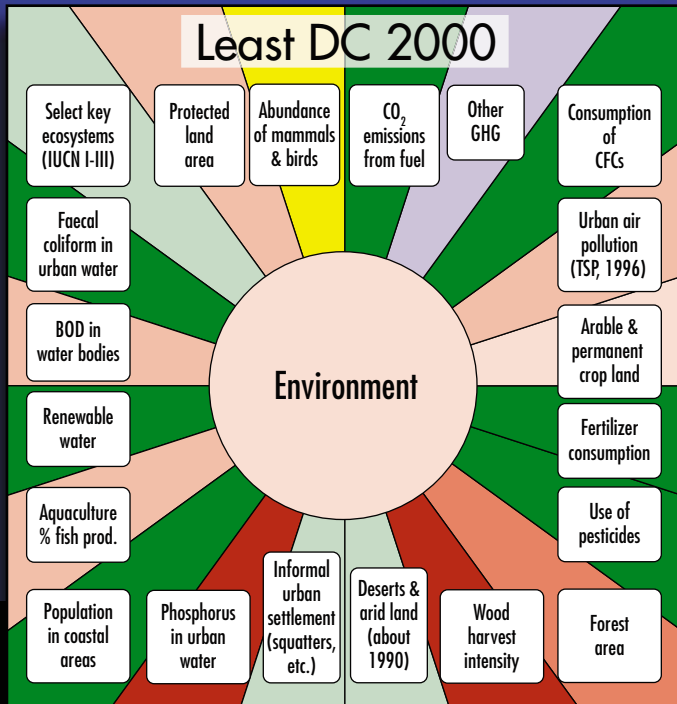 Least DC 2000
Select key
ecosystems
(IUCN I-III)
Protected
land
area
Abundance
of mammals
& birds
CO₂
emissions
from fuel
Other
GHG
Consumption
of
CFCs
Faecal
coliform in
urban water
Urban air
pollution
(TSP, 1996)
BOD in
water bodies
Environment
Arable &
permanent
crop land
Renewable
water
Fertilizer
consumption
Aquaculture
% fish prod.
Use of
pesticides
Population
in coastal
areas
Phosphorus
in urban
water
Informal
urban
settlement
(squatters,
etc.)
Deserts &
arid land
(about
1990)
Wood
harvest
intensity
Forest
area